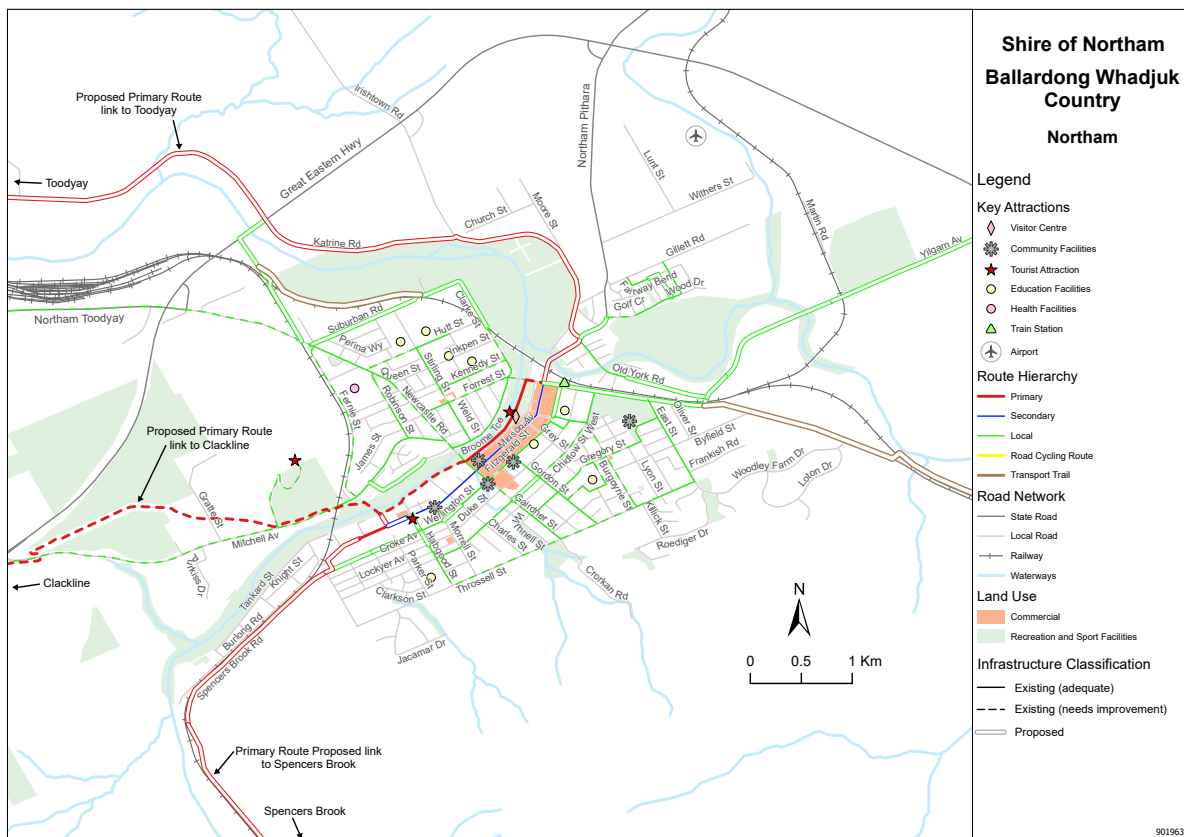 Shire of Northam
Ballardong Whadjuk
Country
Northam
Legend
Key Attractions
Visitor Centre
Community Facilities
Tourist Attraction
Education Facilities
Health Facilities
Train Station
Airport
Route Hierarchy
Primary
Secondary
Local
Road Cycling Route
Transport Trail
Road Network
State Road
Local Road
Railway
Waterways
Land Use
Commercial
Recreation and Sport Facilities
Infrastructure Classification
Existing (adequate)
Existing (needs improvement)
Proposed
901963
Proposed Primary Route
link to Toodyay
Toodyay
Irishtown Rd
Great Eastern Hwy
Northam Pithara
Lunt St
Withers St
Martin Rd
Church St
Moore St
Katrine Rd
Gillett Rd
Yilgarn Av
Fairway Bend
Wood Dr
Golf Cr
Northam Toodyay
Suburban Rd
Clarke St
Hutt St
Perina Wy
Inkpen St
Stirling St
Kennedy St
Queen St
Forrest St
Old York Rd
Fernie St
Robinson St
Newcastle Rd
Weld St
Broome Tce
Minson Av
Fitzgerald St
Grey St
Chidlow St West
East St
Oliver St
Byfield St
Frankish Rd
Gregory St
James St
Proposed Primary Route
link to Clackline
Gordon St
Burgoyne St
Lyon St
Woodley Farm Dr
Loton Dr
Gratte St
Wellington St
Duke St
Gairdner St
Killick St
Mitchell Av
Croke Av
Morrell St
Charles St
Roediger Dr
Purkiss Dr
Knight St
Tankard St
Lockyer Av
Habgood St
Parker St
Throssell St
Clackline
Clarkson St
Crorkan Rd
Burlong Rd
Spencers Brook Rd
Jacamar Dr
N
0 0.5 1 Km
Primary Route Proposed link
to Spencers Brook
Spencers Brook